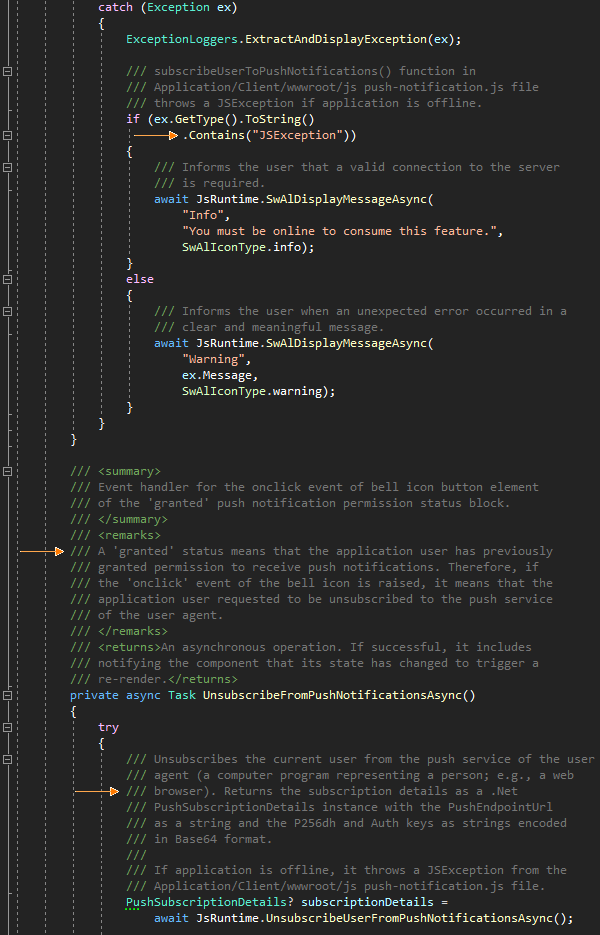 catch (Exception ex)
{
ExceptionLoggers.ExtractAndDisplayException(ex);
/// subscribeUserToPushNotifications() function in
/// Application/Client/wwwroot/js push-notification.js file
/// throws a JSException if application is offline.
if (ex.GetType().ToString()
.Contains("JSException"))
{
/// Informs the user that a valid connection to the server
/// is required.
await JsRuntime.SwAlDisplayMessageAsync(
"Info",
"You must be online to consume this feature.",
SwAlIconType.info);
}
else
{
/// Informs the user when an unexpected error occurred in a
/// clear and meaningful message.
await JsRuntime.SwAlDisplayMessageAsync(
"Warning",
ex.Message,
SwAlIconType.warning);
}
}
}
/// <summary>
/// Event handler for the onclick event of bell icon button element
/// of the 'granted' push notification permission status block.
/// </summary>
/// <remarks>
/// A 'granted' status means that the application user has previously
/// granted permission to receive push notifications. Therefore, if
/// the 'onclick' event of the bell icon is raised, it means that the
/// application user requested to be unsubscribed to the push service
/// of the user agent.
/// </remarks>
/// <returns>An asynchronous operation. If successful, it includes
/// notifying the component that its state has changed to trigger a
/// re-render.</returns>
private async Task UnsubscribeFromPushNotificationsAsync()
{
try
{
/// Unsubscribes the current user from the push service of the user
/// agent (a computer program representing a person; e.g., a web
/// browser). Returns the subscription details as a .Net
/// PushSubscriptionDetails instance with the PushEndpointUrl
/// as a string and the P256dh and Auth keys as strings encoded
/// in Base64 format.
///
/// If application is offline, it throws a JSException from the
/// Application/Client/wwwroot/js push-notification.js file.
PushSubscriptionDetails? subscriptionDetails =
await JsRuntime.UnsubscribeUserFromPushNotificationsAsync();